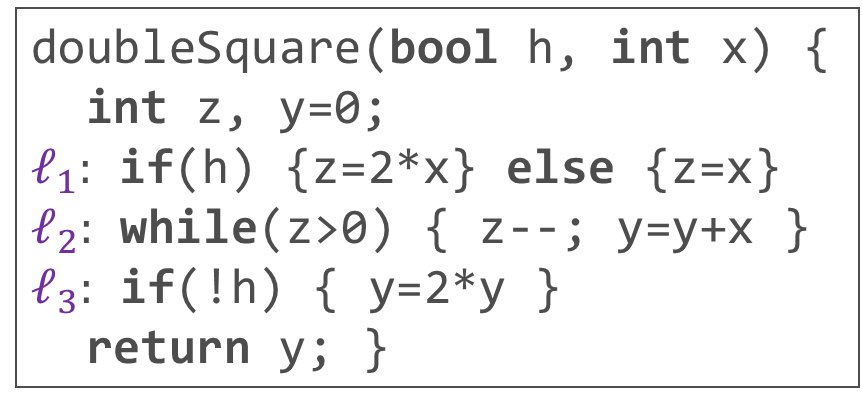 doubleSquare(bool h, int x) {
int z, y=0;
ℓ1: if(h) {z=2*x} else {z=x}
ℓ2: while(z>0) { z--; y=y+x }
ℓ3: if(!h) { y=2*y }
return y; }